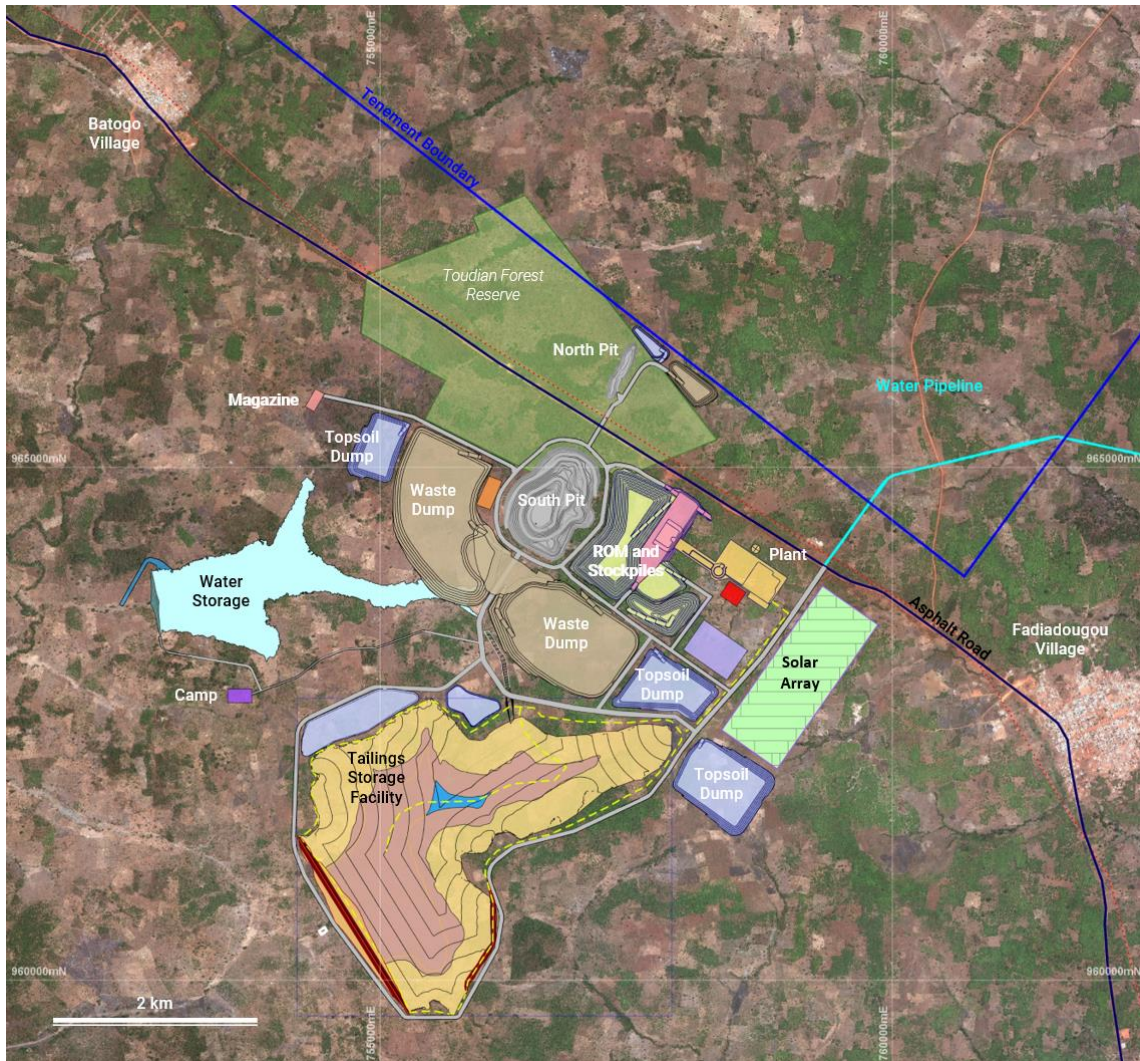 755000mE
760000mE
Batogo
Village
Tenement Boundary
Toudian Forest
Reserve
North Pit
Water Pipeline
Magazine
Topsoil
Dump
965000mN
965000mN
Waste
Dump
South Pit
ROM and
Stockpiles
Plant
Water
Storage
Asphalt Road
Fadiadougou
Village
Waste
Dump
Solar
Array
Topsoil
Dump
Camp
Tailings
Storage
Facility
Topsoil
Dump
960000mN
960000mN
2 km
755000mE
760000mE